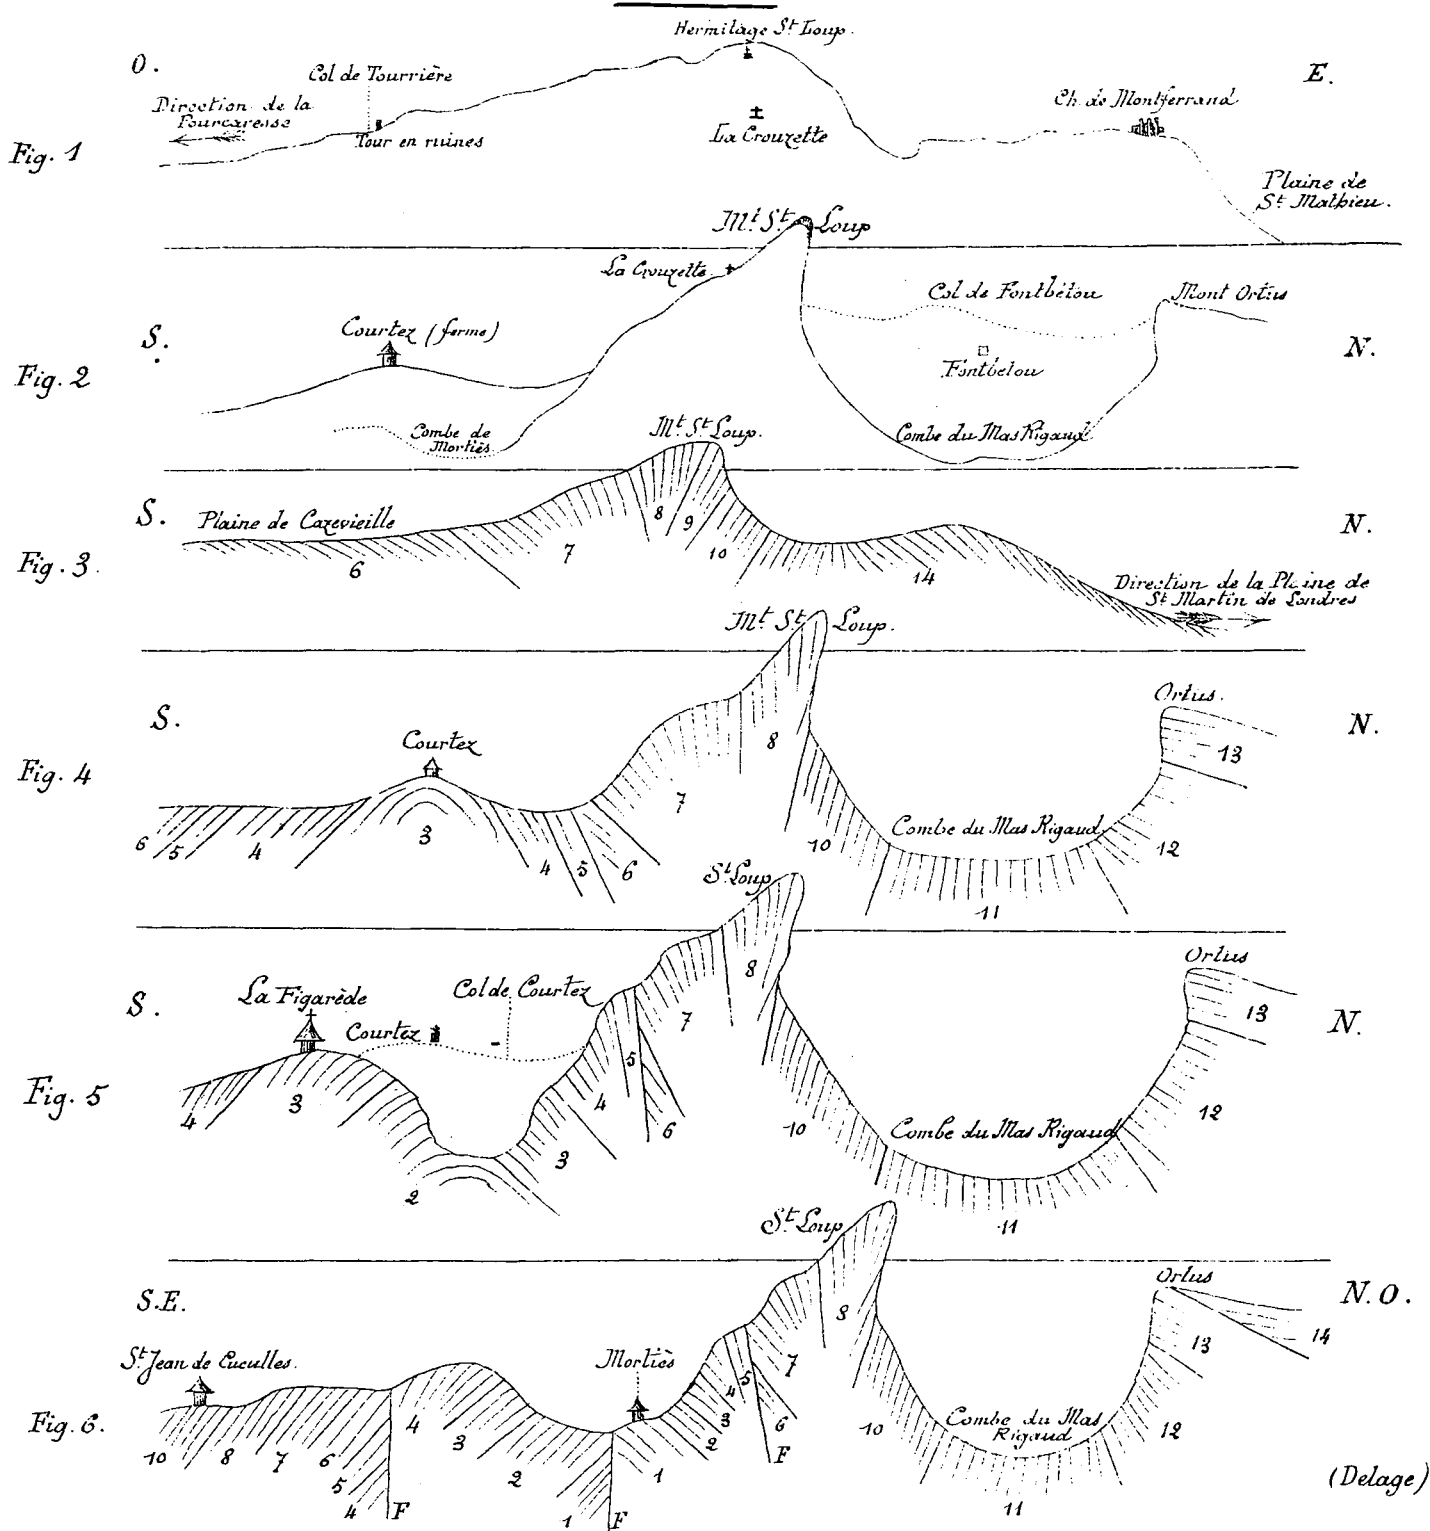 Hermitage St Loup.
O.
E.
Col de Tourrière
Direction de la
Fourcaresse
Tour en ruines
La Crouzette
Ch. de Montferrand
Plaine de
St Mathieu.
Fig. 1
Mt St Loup
La Crouzette
Col de Fontbétou
Mont Ortus
Courtez (ferme)
S.
N.
Fig. 2
Fontbétou
Combe de
Mortiès
Combe du Mas Rigaud
Mt St Loup.
S.
Plaine de Cazevieille
N.
Fig. 3.
6
7
8
9
10
14
Direction de la Plaine de
St Martin de Londres
Mt St Loup.
S.
Ortus.
N.
Courtez
Fig. 4
13
6
5
4
3
4
5
6
7
8
10
Combe du Mas Rigaud
12
11
St Loup
S.
La Figarède
Col de Courtez
Courtez
Ortus
N.
Fig. 5
13
4
3
2
3
4
5
6
7
8
10
Combe du Mas Rigaud
12
11
St Loup
S.E.
Ortus
N.O.
St Jean de Cuculles.
Mortiès
Fig. 6.
10
8
7
6
5
4
F
4
3
2
1
F
1
2
3
4
5
6
F
7
8
10
Combe du Mas
Rigaud
11
12
13
14
(Delage)